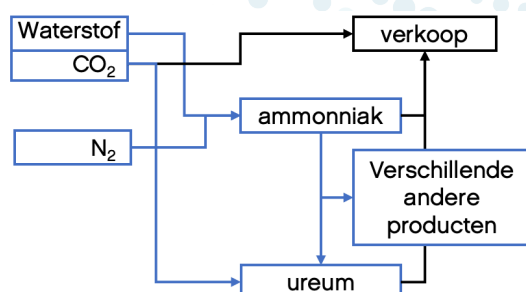 Waterstof
verkoop
CO₂
ammonniak
N₂
Verschillende
andere
producten
ureum